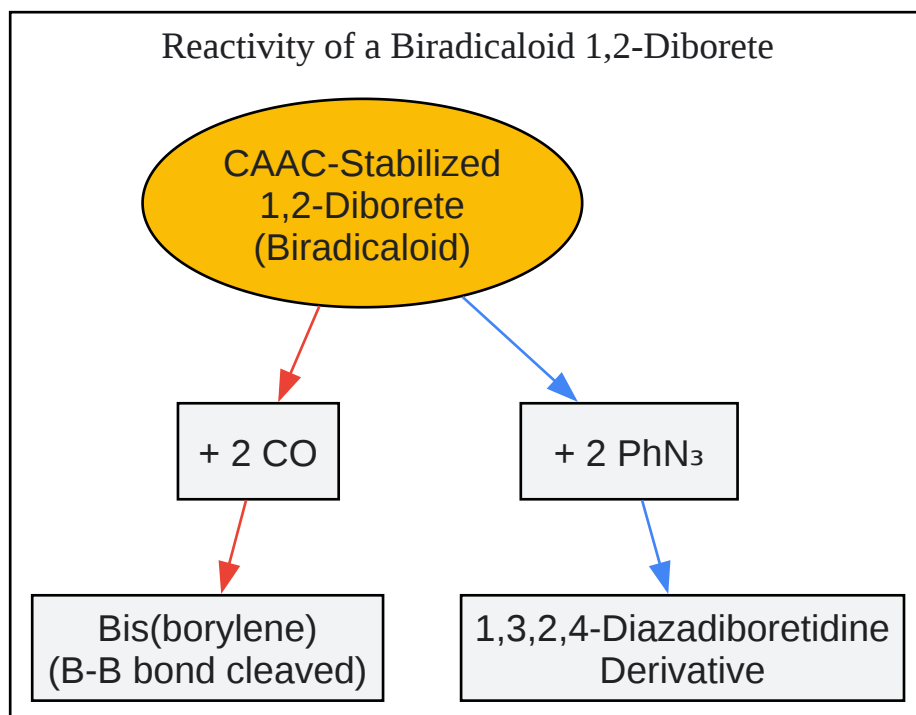 Reactivity of a Biradicaloid 1,2-Diborete
CAAC-Stabilized
1,2-Diborete
(Biradicaloid)
+ 2 CO
+ 2 PhN₃
Bis(borylene)
(B-B bond cleaved)
1,3,2,4-Diazadiboretidine
Derivative